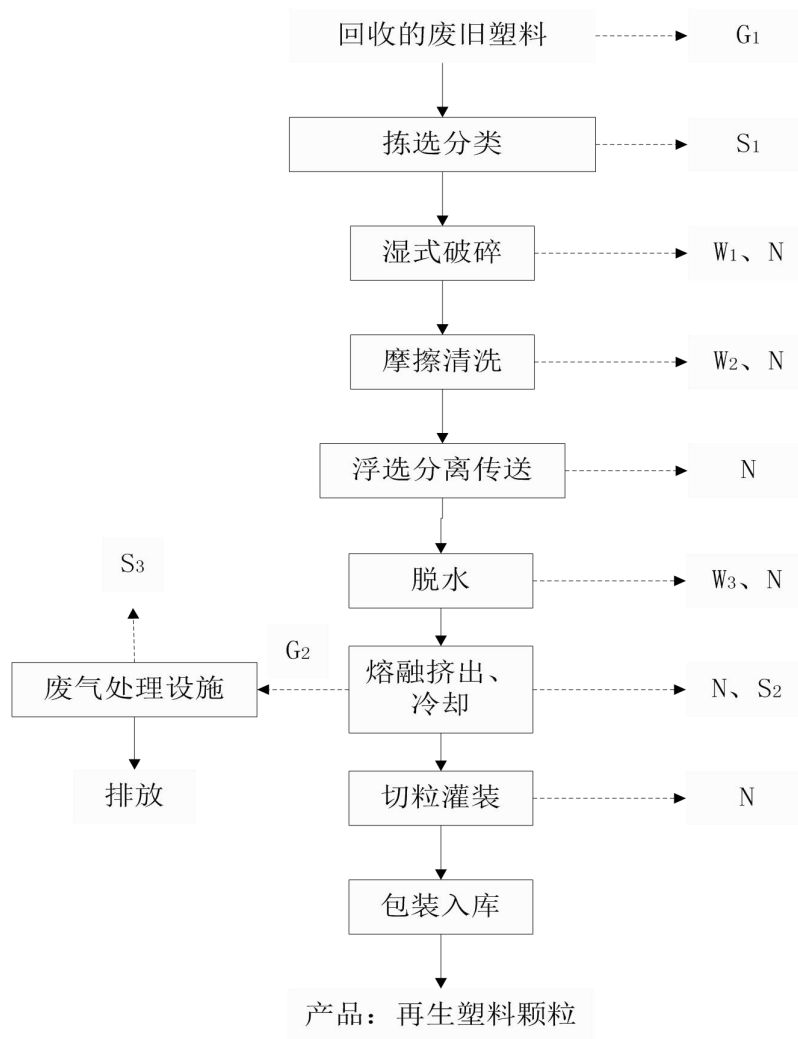 回收的废旧塑料
G1
拣选分类
S1
湿式破碎
W1、N
摩擦清洗
W2、N
浮选分离传送
N
S3
脱水
W3、N
G2
废气处理设施
熔融挤出、
冷却
N、S2
排放
切粒灌装
N
包装入库
产品：再生塑料颗粒